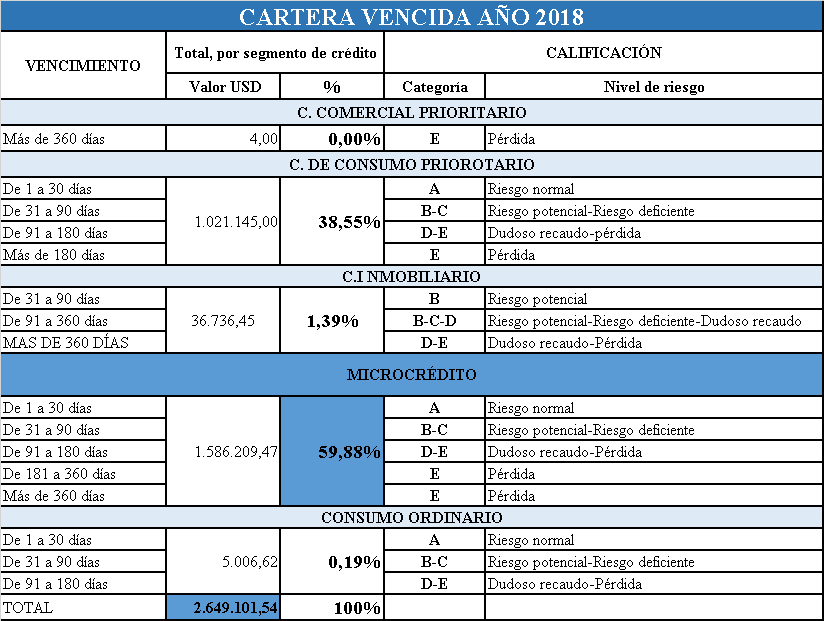 CARTERA VENCIDA AÑO 2018
VENCIMIENTO Total, por segmento de crédito CALIFICACIÓN
Valor USD % Categoría Nivel de riesgo
C. COMERCIAL PRIORITARIO
Más de 360 días 4,00 0,00% E Pérdida
C. DE CONSUMO PRIOROTARIO
De 1 a 30 días 1.021.145,00 38,55% A Riesgo normal
De 31 a 90 días B-C Riesgo potencial-Riesgo deficiente
De 91 a 180 días D-E Dudoso recaudo-pérdida
Más de 180 días E Pérdida
C.I NMOBILIARIO
De 31 a 90 días 36.736,45 1,39% B Riesgo potencial
De 91 a 360 días B-C-D Riesgo potencial-Riesgo deficiente-Dudoso recaudo
MAS DE 360 DÍAS D-E Dudoso recaudo-Pérdida
MICROCRÉDITO
De 1 a 30 días 1.586.209,47 59,88% A Riesgo normal
De 31 a 90 días B-C Riesgo potencial-Riesgo deficiente
De 91 a 180 días D-E Dudoso recaudo-Pérdida
De 181 a 360 días E Pérdida
Más de 360 días E Pérdida
CONSUMO ORDINARIO
De 1 a 30 días 5.006,62 0,19% A Riesgo normal
De 31 a 90 días B-C Riesgo potencial-Riesgo deficiente
De 91 a 180 días D-E Dudoso recaudo-Pérdida
TOTAL 2.649.101,54 100%